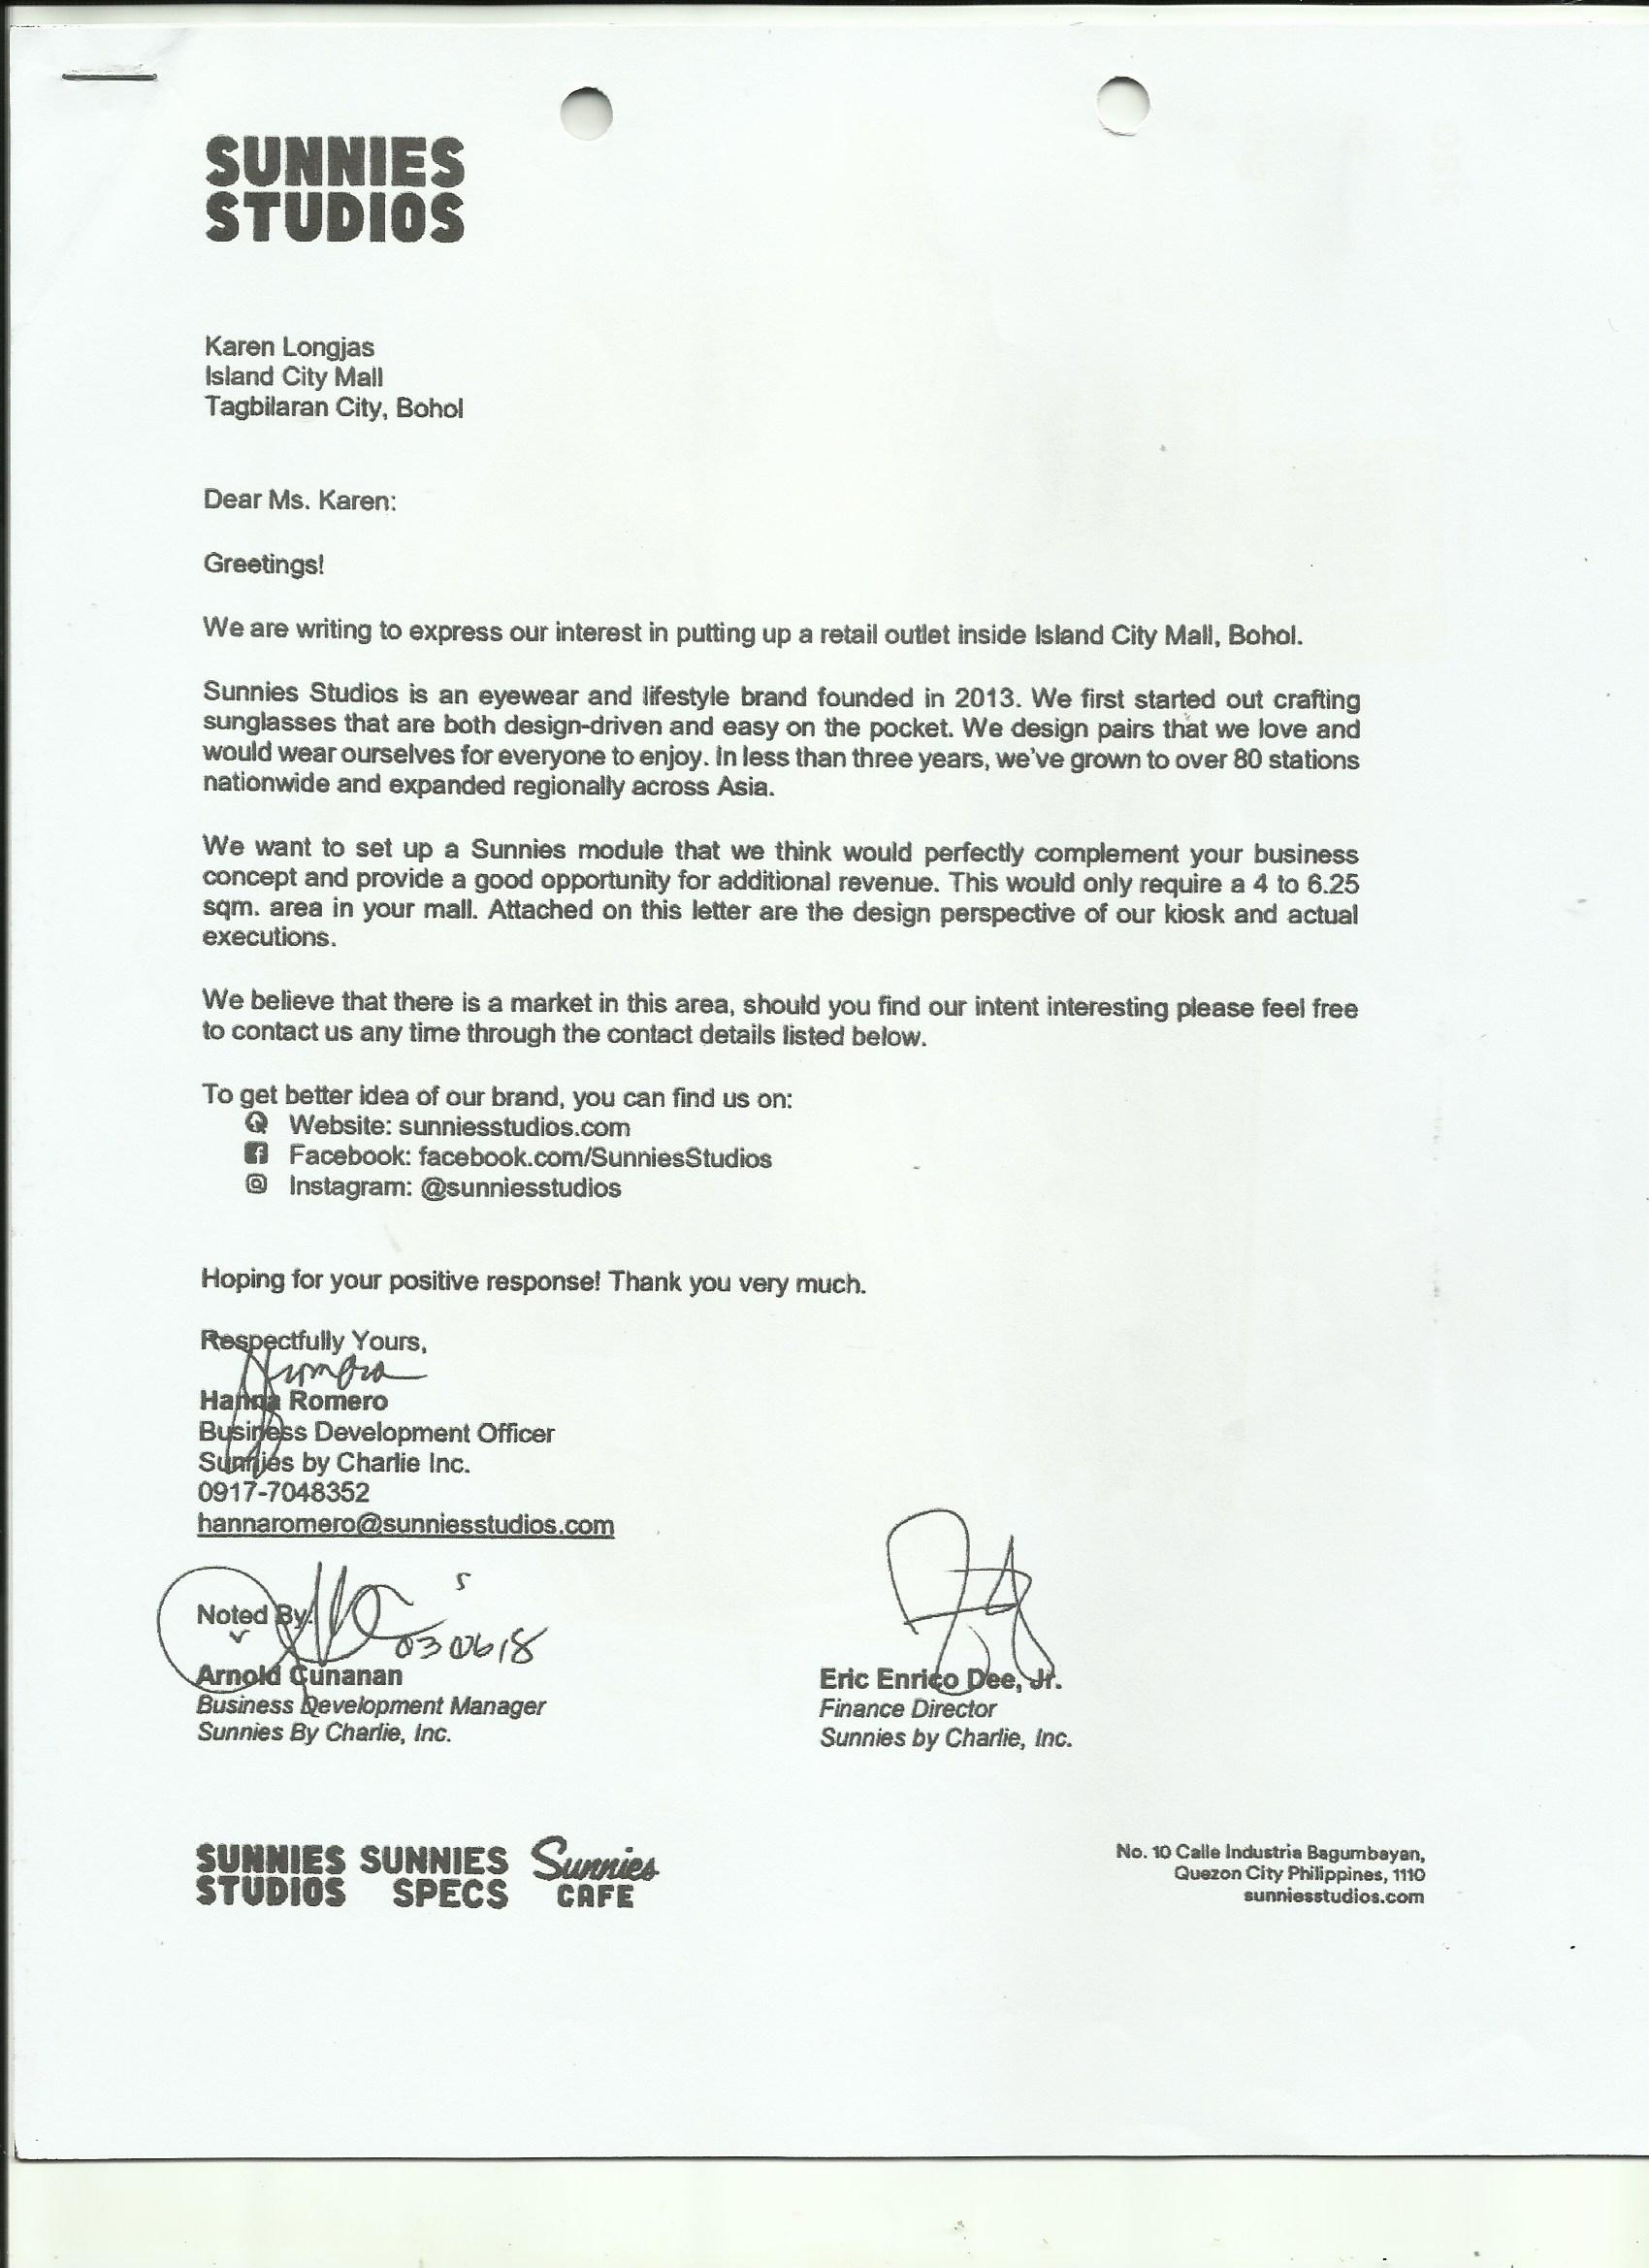 SUNNIES
STUDIOS
Karen Longjas
Island City Mall
Tagbilaran City, Bohol
Dear Ms. Karen:
Greetings!
We are writing to express our interest in putting up a retail outlet inside Island City Mall, Bohol.
Sunnies Studios is an eyewear and lifestyle brand founded in 2013. We first started out crafting
sunglasses that are both design-driven and easy on the pocket. We design pairs that we love and
would wear ourselves for everyone to enjoy. In less than three years, we've grown to over 80 stations
nationwide and expanded regionally across Asia.
We want to set up a Sunnies module that we think would perfectly complement your business
concept and provide a good opportunity for additional revenue. This would only require a 4 to 6.25
sqm. area in your mall. Attached on this letter are the design perspective of our kiosk and actual
executions.
We believe that there is a market in this area, should you find our intent interesting please feel free
to contact us any time through the contact details listed below.
To get better idea of our brand, you can find us on:
Website: sunniesstudios.com
Facebook: facebook.com/SunniesStudios
Instagram: @sunniesstudios
Hoping for your positive response! Thank you very much.
Respectfully Yours,
Hanna Romero
Business Development Officer
Sunnies by Charlie Inc.
0917-7048352
hannaromero@sunniesstudios.com
Noted By:
030618
Arnold Cunanan
Business Development Manager
Sunnies By Charlie, Inc.
Eric Enrico Dee, Jr.
Finance Director
Sunnies by Charlie, Inc.
SUNNIES STUDIOS
SUNNIES SPECS
Sunnies CAFE
No. 10 Calle Industria Bagumbayan,
Quezon City Philippines, 1110
sunniesstudios.com